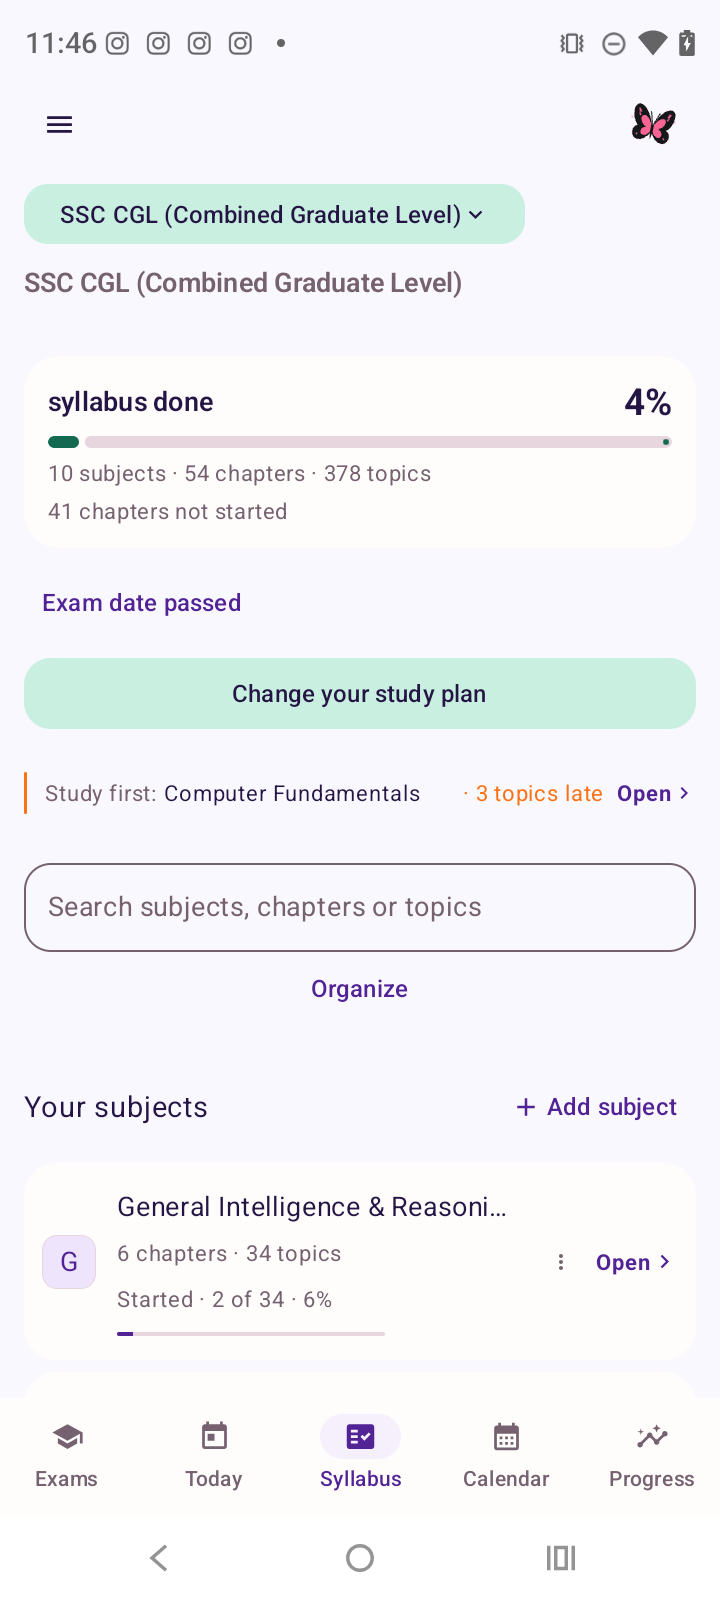 11:46
SSC CGL (Combined Graduate Level)
SSC CGL (Combined Graduate Level)
syllabus done 4%
10 subjects · 54 chapters · 378 topics
41 chapters not started
Exam date passed
Change your study plan
Study first: Computer Fundamentals · 3 topics late Open
Search subjects, chapters or topics
Organize
Your subjects + Add subject
General Intelligence & Reasoni...
G
6 chapters · 34 topics
Open
Started · 2 of 34 · 6%
Exams Today Syllabus Calendar Progress